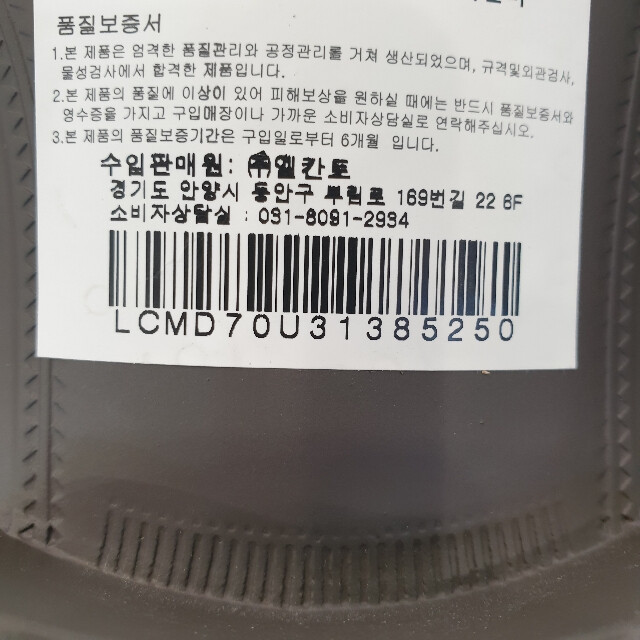 품질보증서
1.본 제품은 엄격한 품질관리와 공정관리를 거쳐 생산되었으며, 규격및외관검사,
물성검사에서 합격한 제품입니다.
2.본 제품의 품질에 이상이 있어 피해보상을 원하실 때에는 반드시 품질보증서와
영수증을 가지고 구입매장이나 가까운 소비자상담실로 연락해주십시오.
3.본 제품의 품질보증기간은 구입일로부터 6개월 입니다.
수입판매원: ㈜엘칸토
경기도 안양시 동안구 부림로 169번길 22 6F
소비자상담실 : 031-8091-2934
LCMD70U31385250